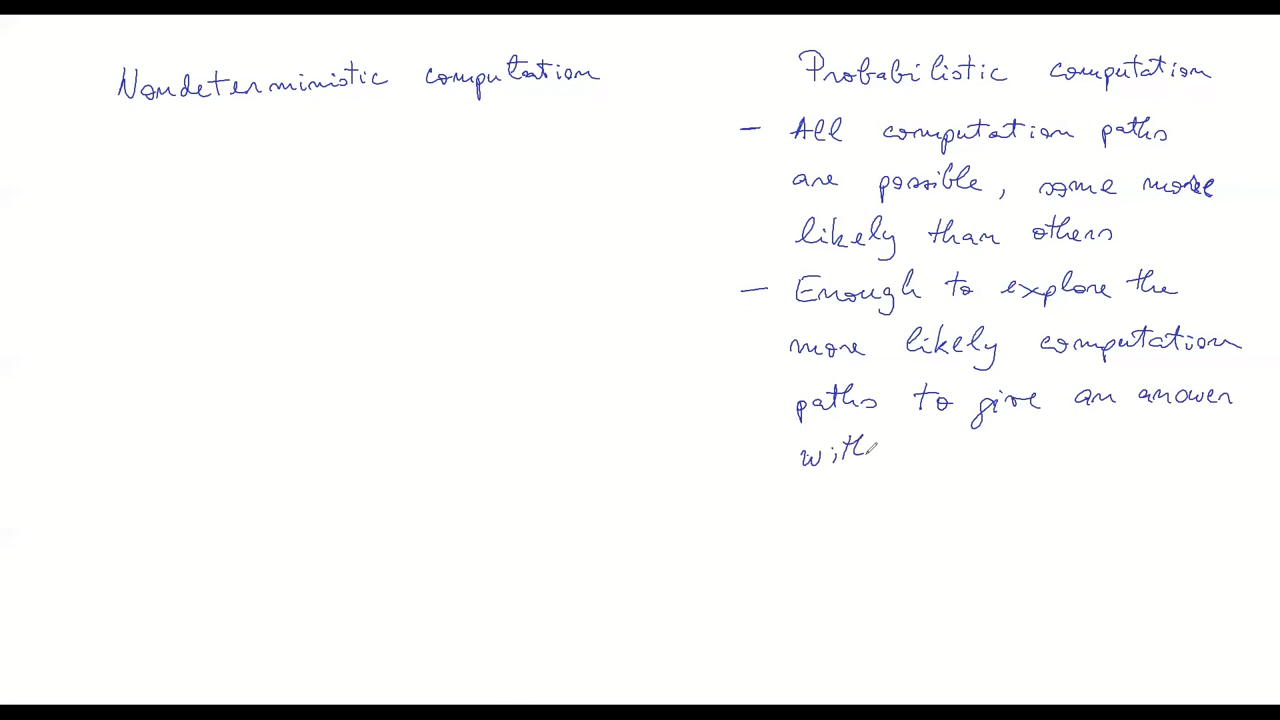 Nondeterministic computation
Probabilistic computation
- All computation paths
are possible, some more
likely than others
- Enough to explore the
more likely computation
paths to give an answer
with